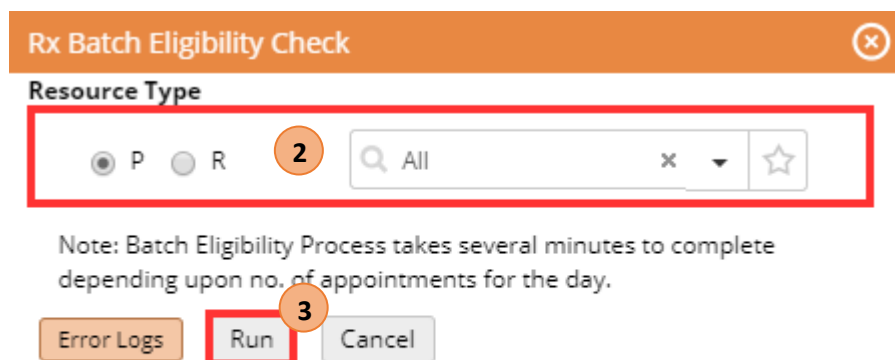 Rx Batch Eligibility Check
Resource Type
P R 2 All
Note: Batch Eligibility Process takes several minutes to complete
depending upon no. of appointments for the day.
3
Error Logs Run Cancel